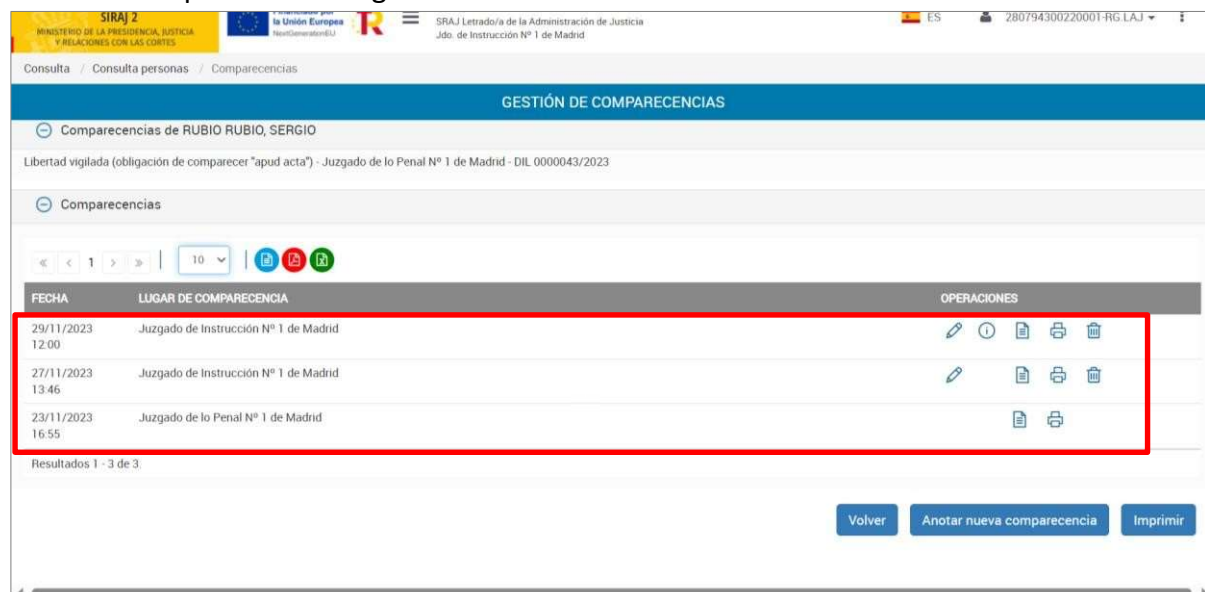 SIRAJ 2
MINISTERIO DE LA PRESIDENCIA, JUSTICIA
Y RELACIONES CON LAS CORTES
la Unión Europea
NextGenerationEU
SRAJ Letrado/a de la Administración de Justicia
Jdo. de Instrucción Nº 1 de Madrid
ES
280794300220001-RG.LAJ
Consulta / Consulta personas / Comparecencias
GESTIÓN DE COMPARECENCIAS
Comparecencias de RUBIO RUBIO, SERGIO
Libertad vigilada (obligación de comparecer "apud acta") - Juzgado de lo Penal Nº 1 de Madrid - DIL 0000043/2023
Comparecencias
« < 1 > » 10
FECHA LUGAR DE COMPARECENCIA OPERACIONES
29/11/2023 Juzgado de Instrucción Nº 1 de Madrid
12:00
27/11/2023 Juzgado de Instrucción Nº 1 de Madrid
13:46
23/11/2023 Juzgado de lo Penal Nº 1 de Madrid
16:55
Resultados 1 - 3 de 3.
Volver Anotar nueva comparecencia Imprimir